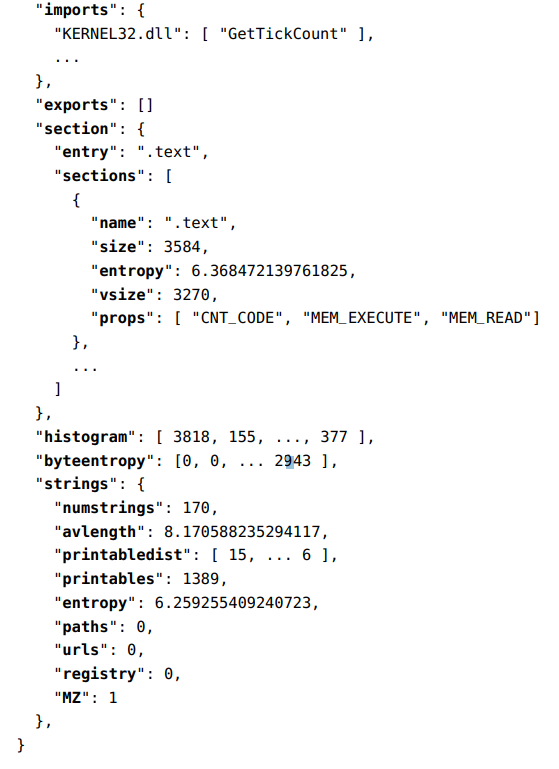 "imports": {
"KERNEL32.dll": [ "GetTickCount" ],
...
},
"exports": []
"section": {
"entry": ".text",
"sections": [
{
"name": ".text",
"size": 3584,
"entropy": 6.368472139761825,
"vsize": 3270,
"props": [ "CNT_CODE", "MEM_EXECUTE", "MEM_READ"]
},
...
]
},
"histogram": [ 3818, 155, ..., 377 ],
"byteentropy": [0, 0, ... 2943 ],
"strings": {
"numstrings": 170,
"avlength": 8.170588235294117,
"printabledist": [ 15, ... 6 ],
"printables": 1389,
"entropy": 6.259255409240723,
"paths": 0,
"urls": 0,
"registry": 0,
"MZ": 1
},
}